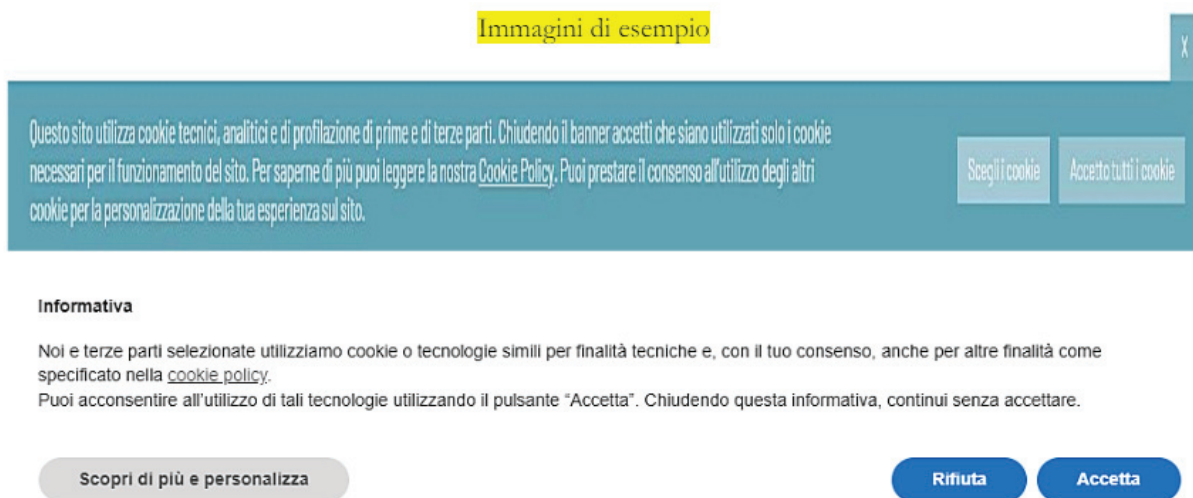 Immagini di esempio
X
Questo sito utilizza cookie tecnici, analitici e di profilazione di prime e di terze parti. Chiudendo il banner accetti che siano utilizzati solo i cookie
necessari per il funzionamento del sito. Per saperne di più puoi leggere la nostra Cookie Policy. Puoi prestare il consenso all'utilizzo degli altri
cookie per la personalizzazione della tua esperienza sul sito.
Scegli i cookie
Accetto tutti i cookie
Informativa
Noi e terze parti selezionate utilizziamo cookie o tecnologie simili per finalità tecniche e, con il tuo consenso, anche per altre finalità come
specificato nella cookie policy.
Puoi acconsentire all'utilizzo di tali tecnologie utilizzando il pulsante “Accetta”. Chiudendo questa informativa, continui senza accettare.
Scopri di più e personalizza
Rifiuta
Accetta